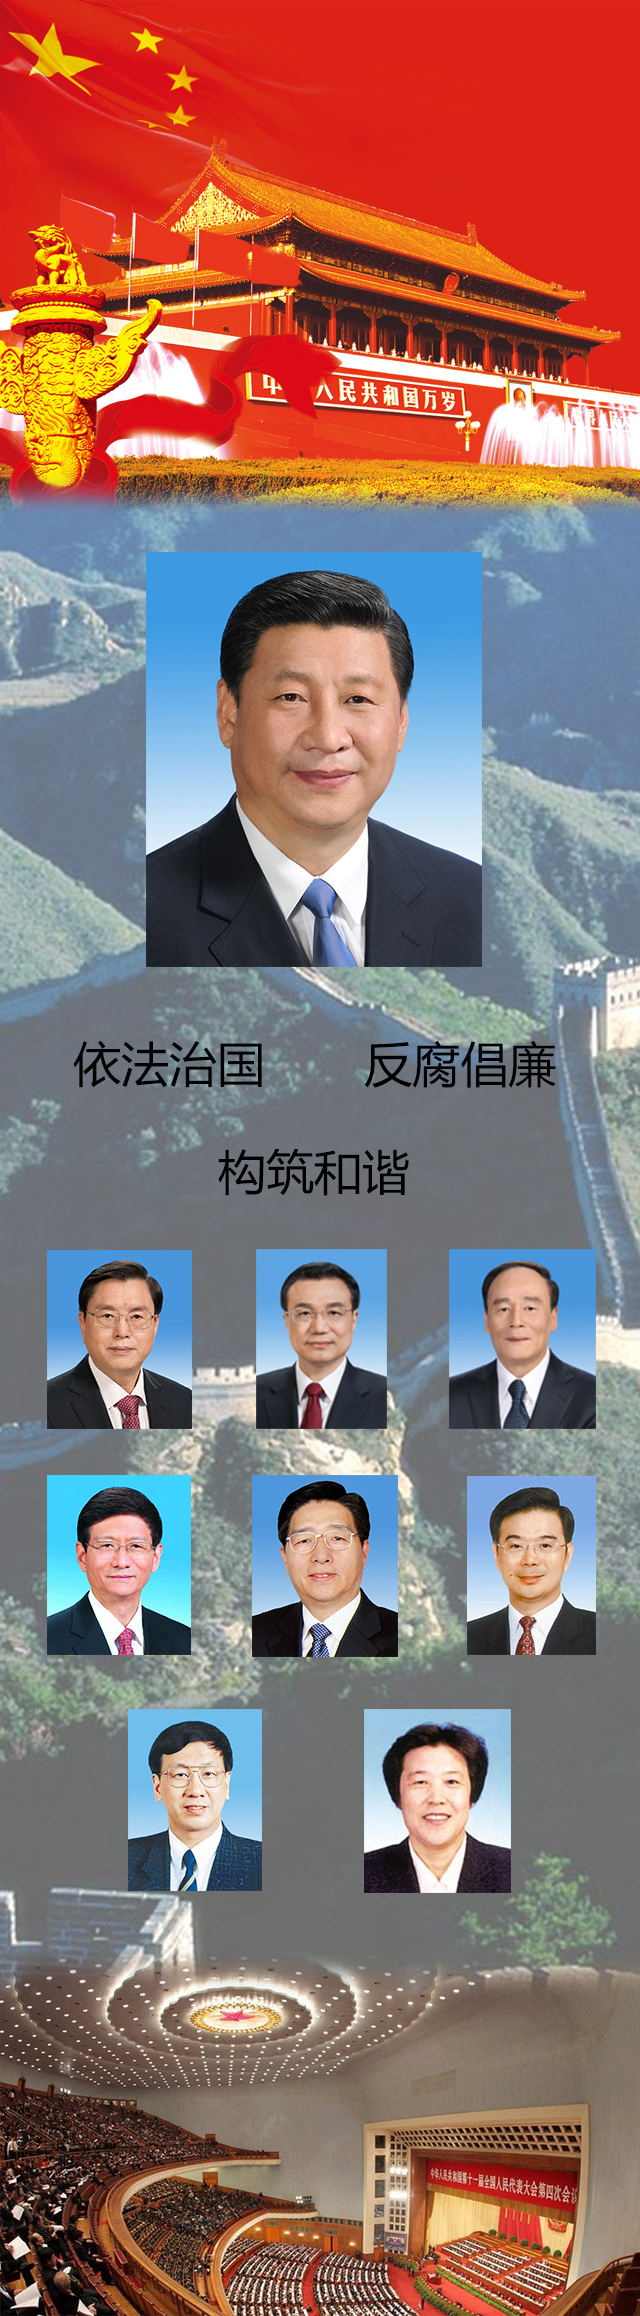 中华人民共和国万岁
依法治国 反腐倡廉
构筑和谐
中华人民共和国第十一届全国人民代表大会第四次会议